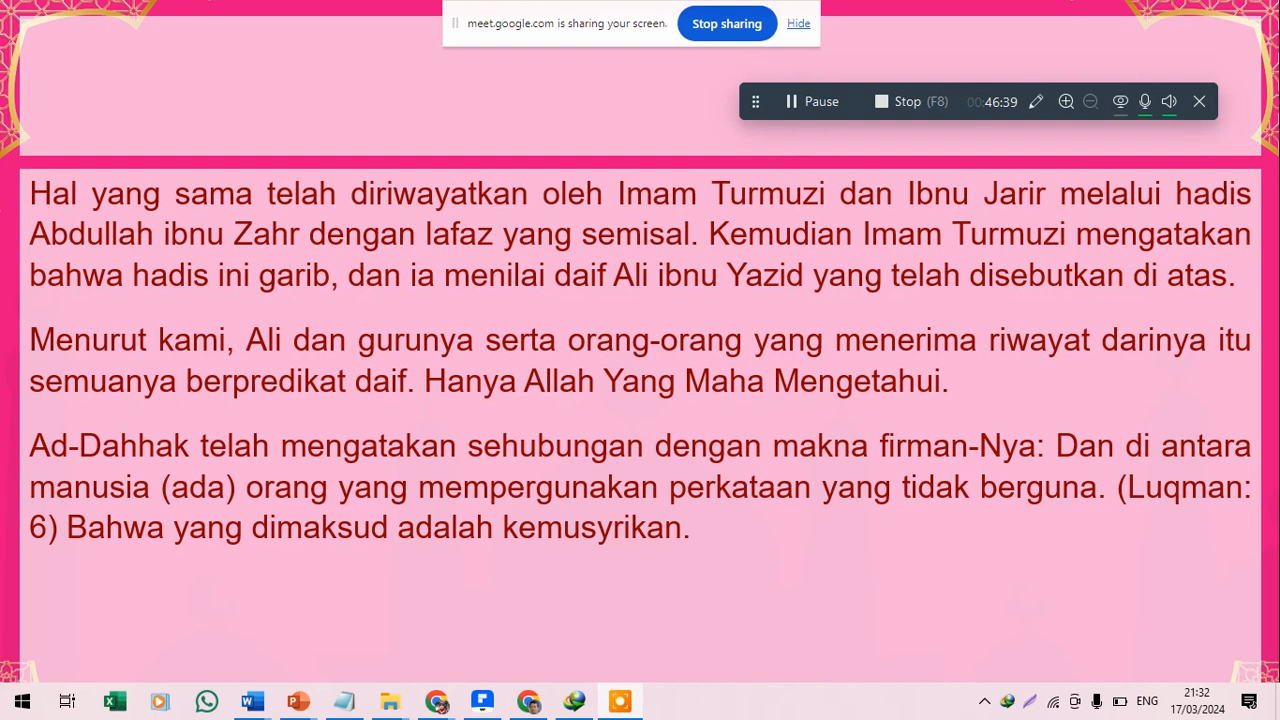 meet.google.com is sharing your screen.
Stop sharing
Hide
Pause
Stop (F8)
00:46:39
Hal yang sama telah diriwayatkan oleh Imam Turmuzi dan Ibnu Jarir melalui hadis
Abdullah ibnu Zahr dengan lafaz yang semisal. Kemudian Imam Turmuzi mengatakan
bahwa hadis ini garib, dan ia menilai daif Ali ibnu Yazid yang telah disebutkan di atas.
Menurut kami, Ali dan gurunya serta orang-orang yang menerima riwayat darinya itu
semuanya berpredikat daif. Hanya Allah Yang Maha Mengetahui.
Ad-Dahhak telah mengatakan sehubungan dengan makna firman-Nya: Dan di antara
manusia (ada) orang yang mempergunakan perkataan yang tidak berguna. (Luqman:
6) Bahwa yang dimaksud adalah kemusyrikan.
ENG
21:32
17/03/2024